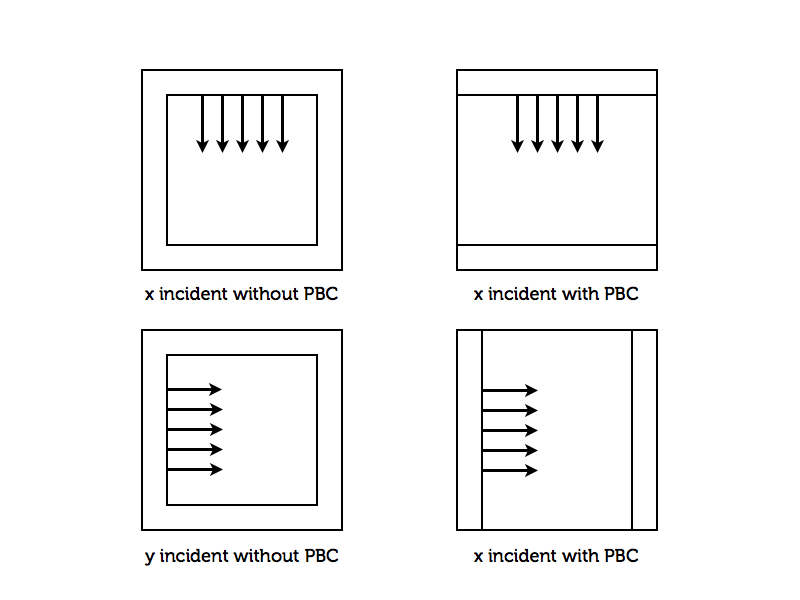 x incident without PBC
x incident with PBC
y incident without PBC
x incident with PBC